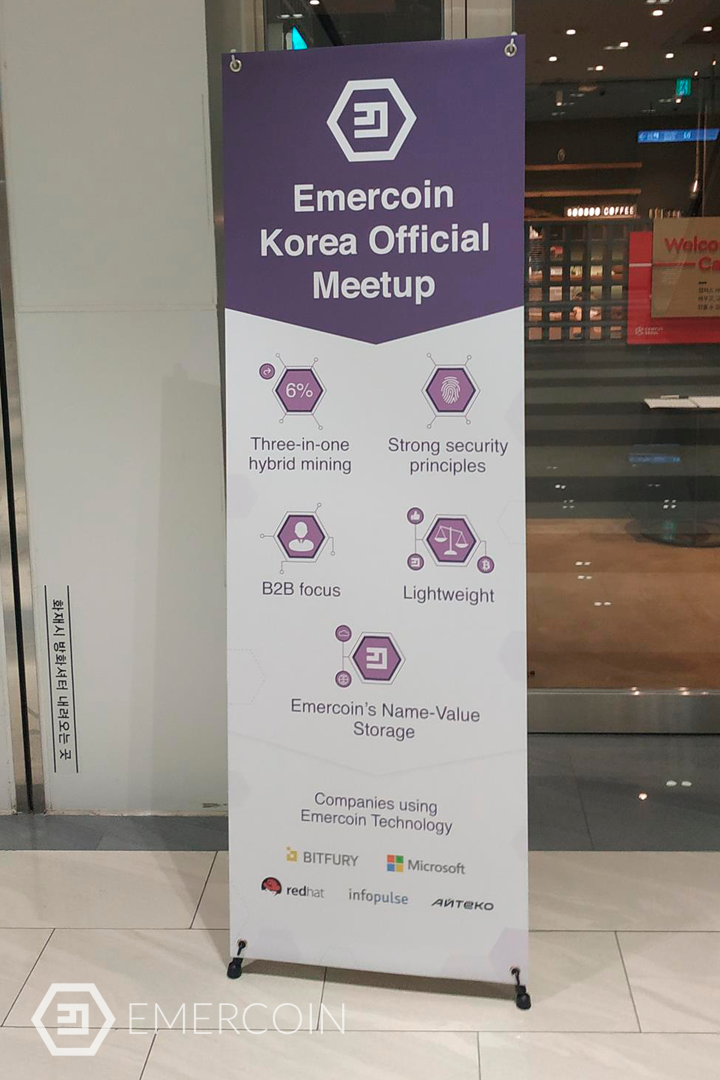 Emercoin
Korea Official
Meetup
6%
Three-in-one
hybrid mining
Strong security
principles
B2B focus
Lightweight
Emercoin's Name-Value
Storage
Companies using
Emercoin Technology
BITFURY
Microsoft
redhat
infopulse
АЙТЕКО
화재시 방화셔터 내려오는 곳
COFFEE
Welco
Ca
EMERCOIN